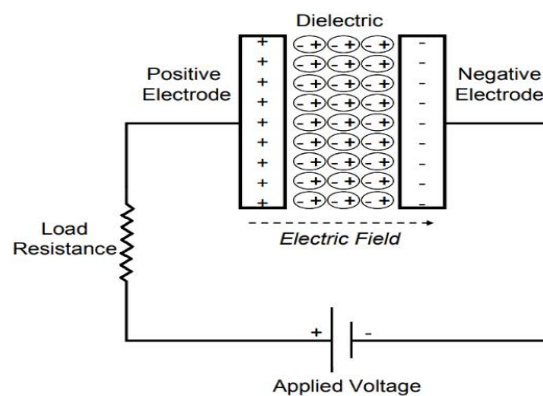 Dielectric
Positive
Electrode
Negative
Electrode
Load
Resistance
Electric Field
+ -
Applied Voltage